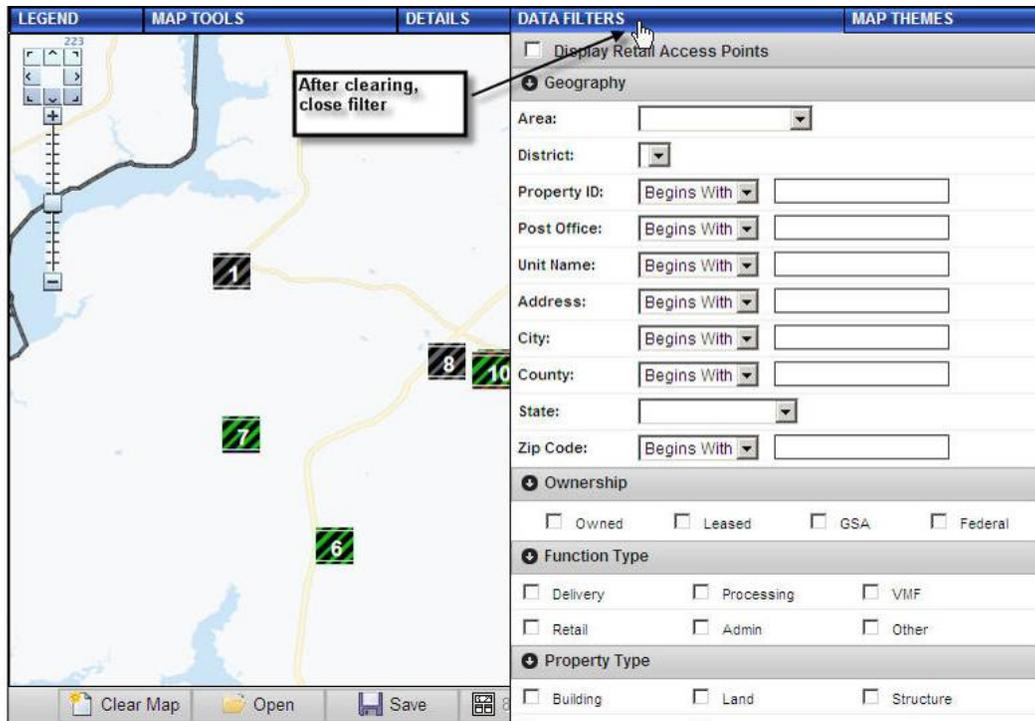 LEGEND MAP TOOLS DETAILS DATA FILTERS MAP THEMES
223
Display Retail Access Points
After clearing,
close filter
Geography
Area:
District:
Property ID: Begins With
Post Office: Begins With
Unit Name: Begins With
Address: Begins With
City: Begins With
County: Begins With
State:
Zip Code: Begins With
1
8
10
7
6
Ownership
Owned Leased GSA Federal
Function Type
Delivery Processing VMF
Retail Admin Other
Property Type
Building Land Structure
Clear Map Open Save 8